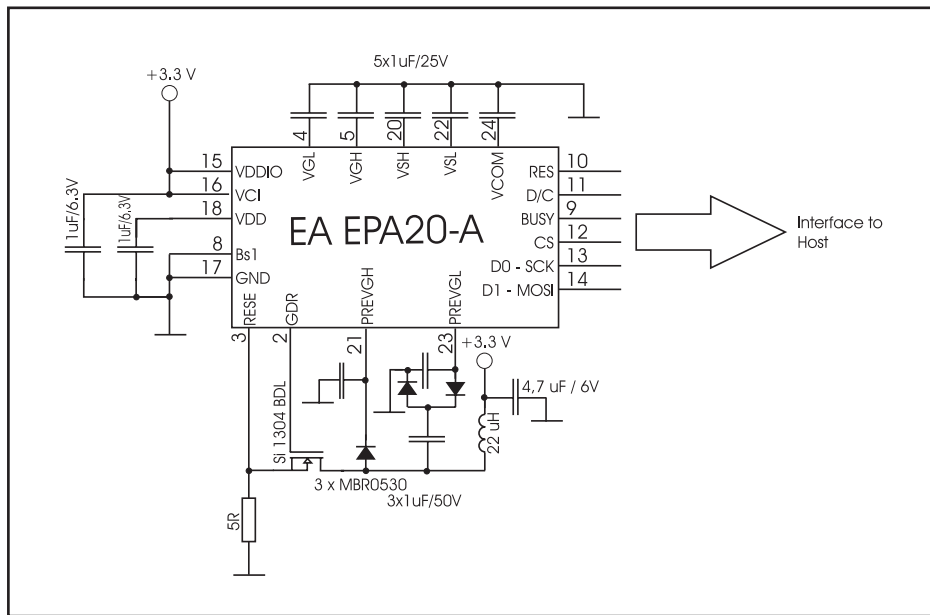 5x1uF/25V
+3.3 V
4
5
20
22
24
VGL
VGH
VSH
VSL
VCOM
15 VDDIO
16 VCI
18 VDD
8 Bs1
17 GND
1uF/6.3V
1uF/6.3V
EA EPA20-A
RES 10
D/C 11
BUSY 9
CS 12
D0 - SCK 13
D1 - MOSI 14
Interface to
Host
RESE
GDR
PREVGH
PREVGL
3
2
21
23
+3.3 V
4,7 uF / 6V
22 uH
Si 1304 BDL
3 x MBR0530
3x1uF/50V
5R